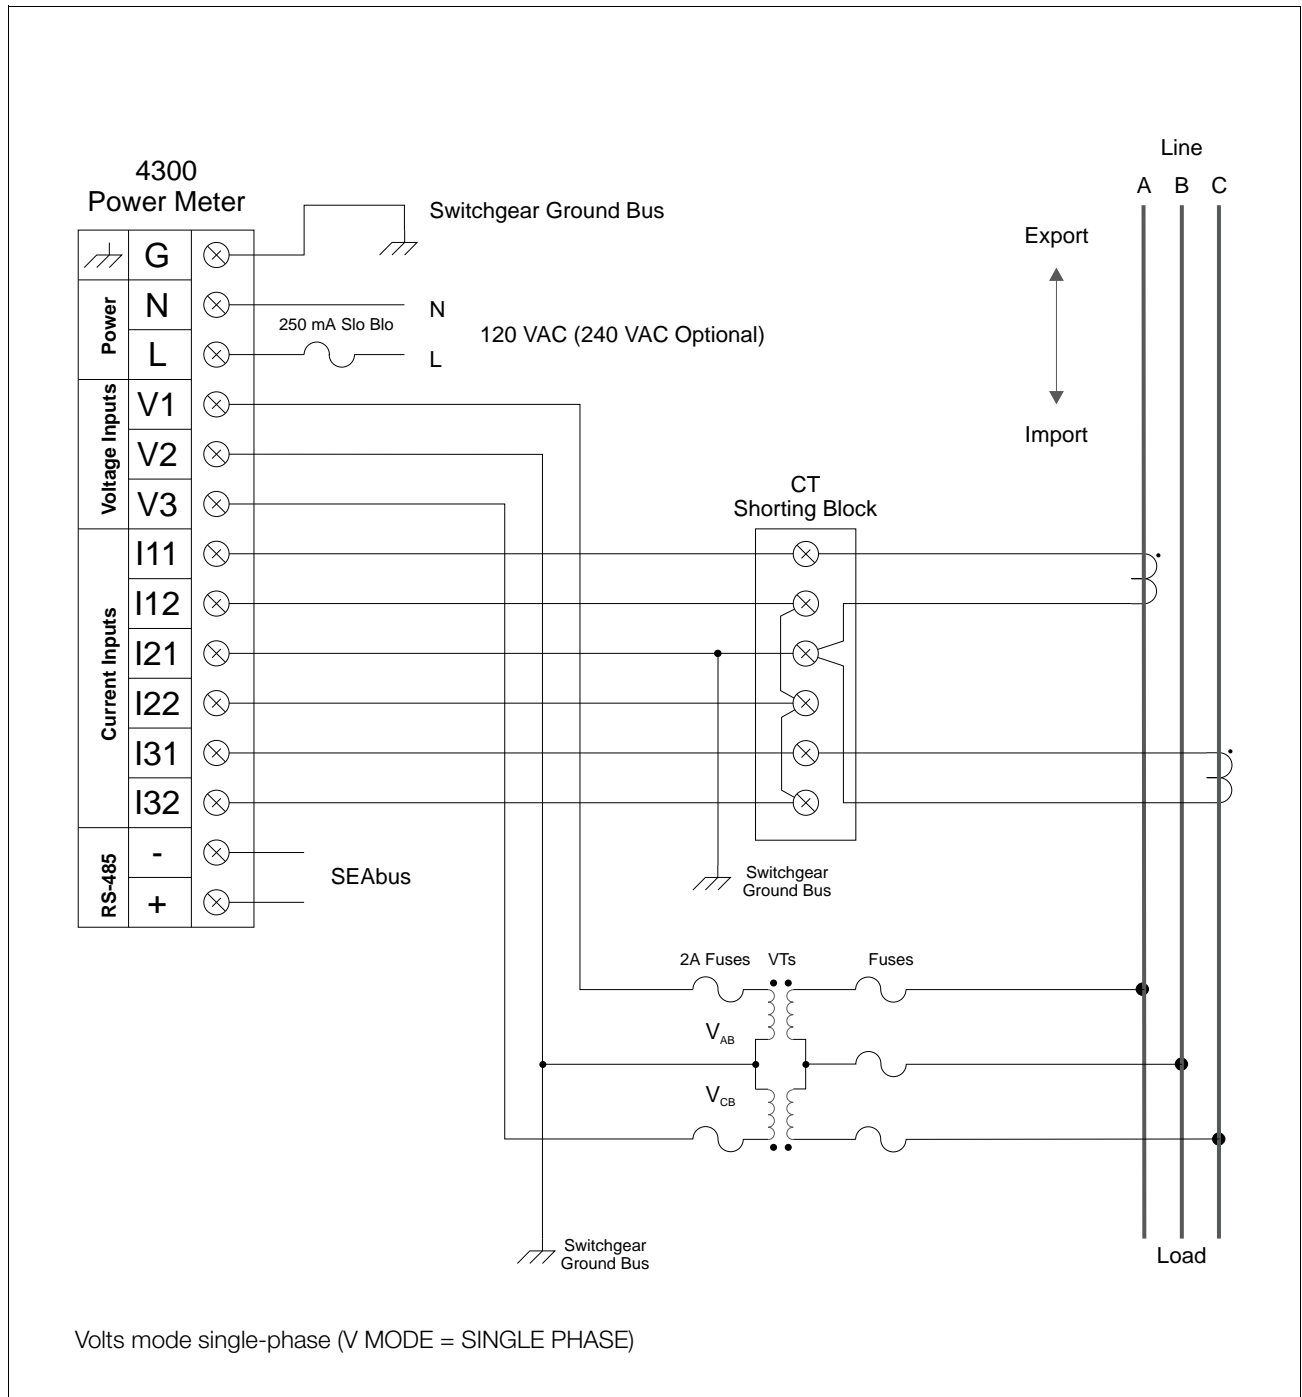 Line
A B C
4300
Power Meter
Switchgear Ground Bus
Export
G
Power
N
N
250 mA Slo Blo
120 VAC (240 VAC Optional)
L
L
Import
Voltage Inputs
V1
V2
V3
CT
Shorting Block
Current Inputs
I11
I12
I21
I22
I31
I32
RS-485
-
+
SEAbus
Switchgear
Ground Bus
2A Fuses VTs Fuses
VAB
VCB
Switchgear
Ground Bus
Load
Volts mode single-phase (V MODE = SINGLE PHASE)